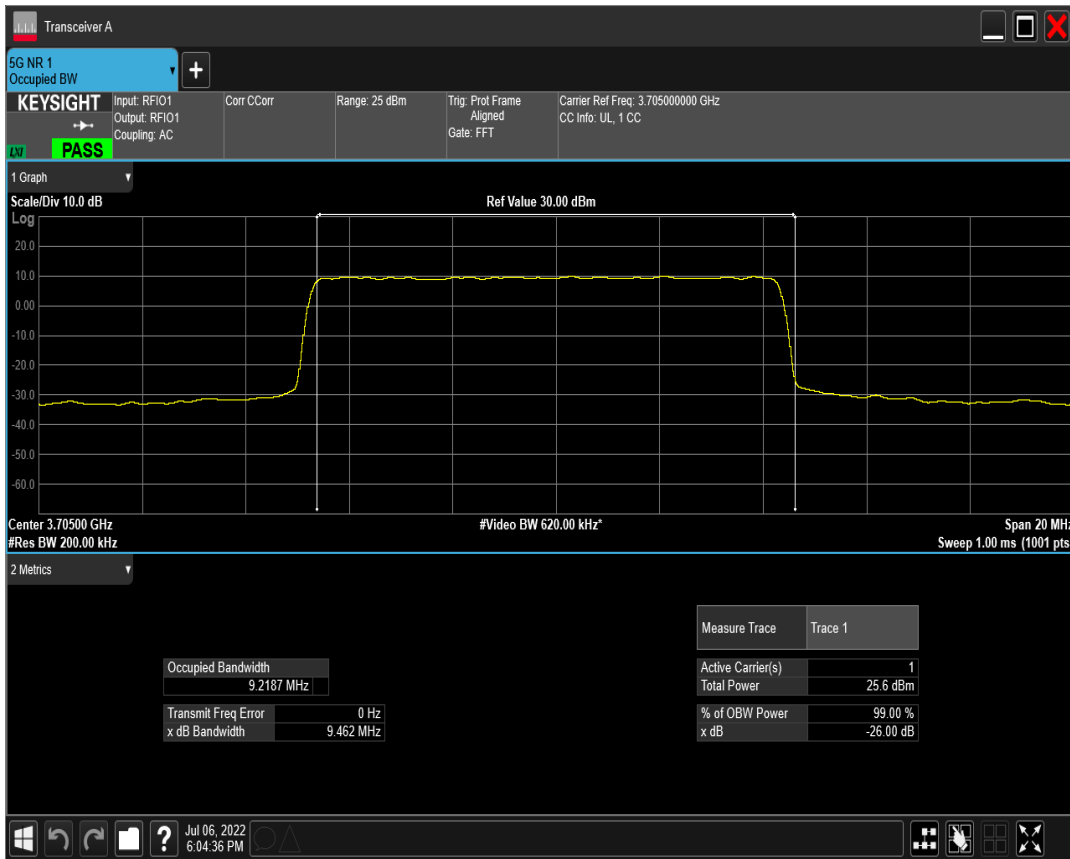 Transceiver A
5G NR 1
Occupied BW
+
KEYSIGHT
LXI
PASS
Input: RFIO1
Output: RFIO1
Coupling: AC
Corr CCorr
Range: 25 dBm
Trig: Prot Frame
Aligned
Gate: FFT
Carrier Ref Freq: 3.705000000 GHz
CC Info: UL, 1 CC
1 Graph
Scale/Div 10.0 dB
Ref Value 30.00 dBm
Log
20.0
10.0
0.00
-10.0
-20.0
-30.0
-40.0
-50.0
-60.0
Center 3.70500 GHz
#Video BW 620.00 kHz*
Span 20 MHz
#Res BW 200.00 kHz
Sweep 1.00 ms (1001 pts
2 Metrics
Measure Trace Trace 1
Occupied Bandwidth
9.2187 MHz
Active Carrier(s) 1
Total Power 25.6 dBm
Transmit Freq Error 0 Hz
x dB Bandwidth 9.462 MHz
% of OBW Power 99.00 %
x dB -26.00 dB
?
Jul 06, 2022
6:04:36 PM